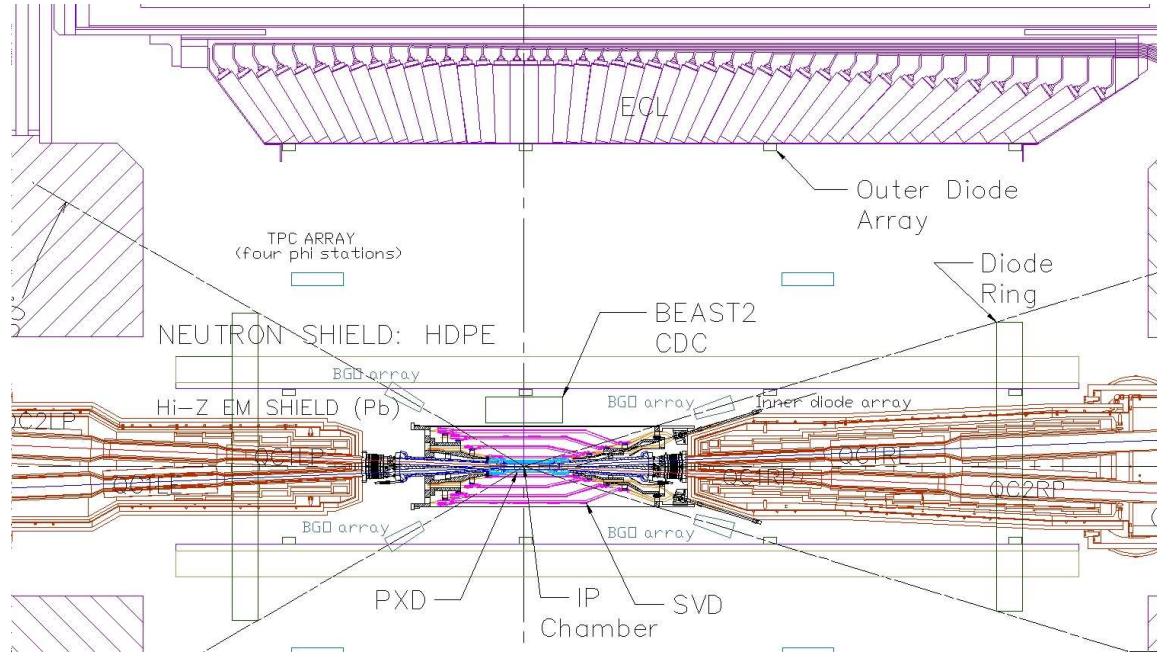 ECL
Outer Diode
Array
TPC ARRAY
(four phi stations)
Diode
Ring
BEAST2
CDC
NEUTRON SHIELD: HDPE
BGO array
Hi-Z EM SHIELD (Pb)
BGO array
Inner diode array
QC2LP
QC1LP
QC1LE
QC1RE
QC1RP
QC2RP
BGO array
BGO array
PXD
IP
Chamber
SVD